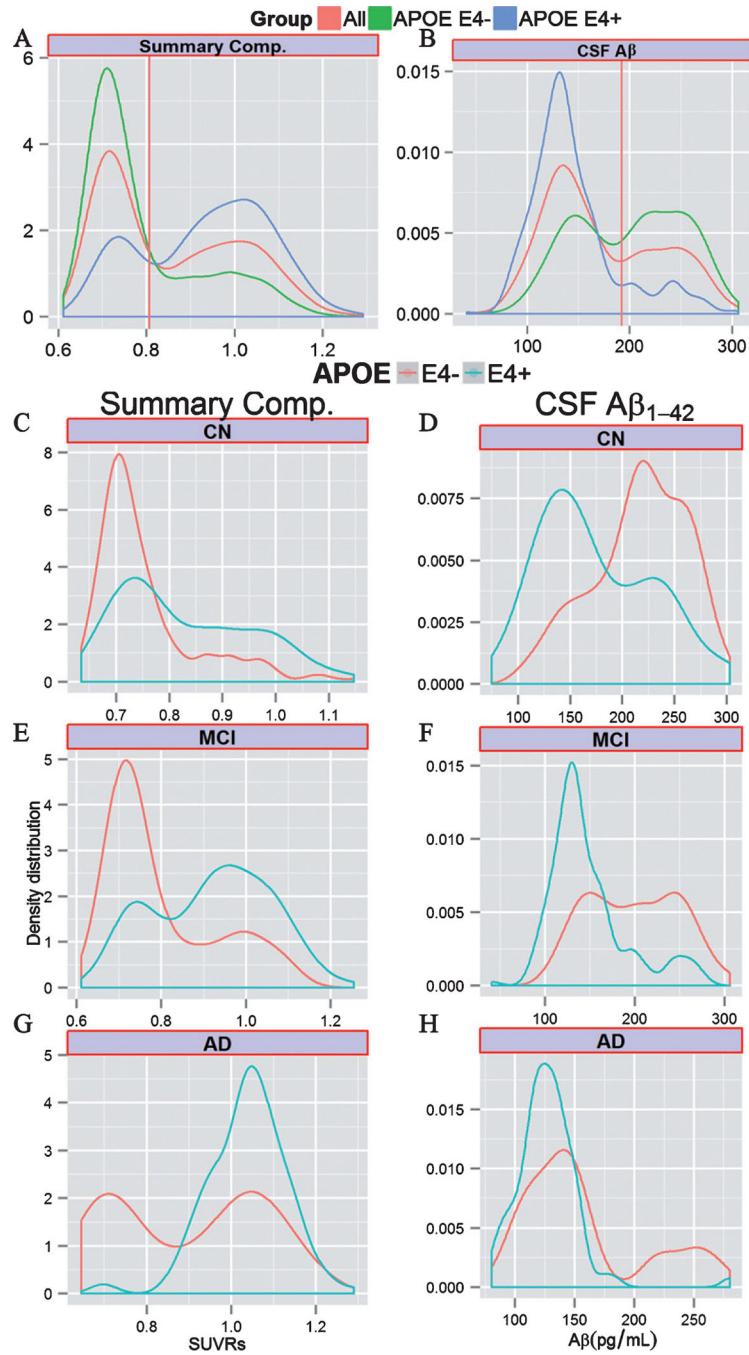 Group All APOE E4- APOE E4+
A
Summary Comp.
6
4
2
0
0.6 0.8 1.0 1.2
B
CSF Aβ
0.015
0.010
0.005
0.000
100 200 300
APOE E4- E4+
Summary Comp.
CSF Aβ1–42
C
CN
8
6
4
2
0
0.7 0.8 0.9 1.0 1.1
D
CN
0.0075
0.0050
0.0025
0.0000
100 150 200 250 300
E
MCI
Density distribution
5
4
3
2
1
0
0.6 0.8 1.0 1.2
F
MCI
0.015
0.010
0.005
0.000
100 200 300
G
AD
5
4
3
2
1
0
0.8 1.0 1.2
SUVRs
H
AD
0.015
0.010
0.005
0.000
100 150 200 250
Aβ(pg/mL)